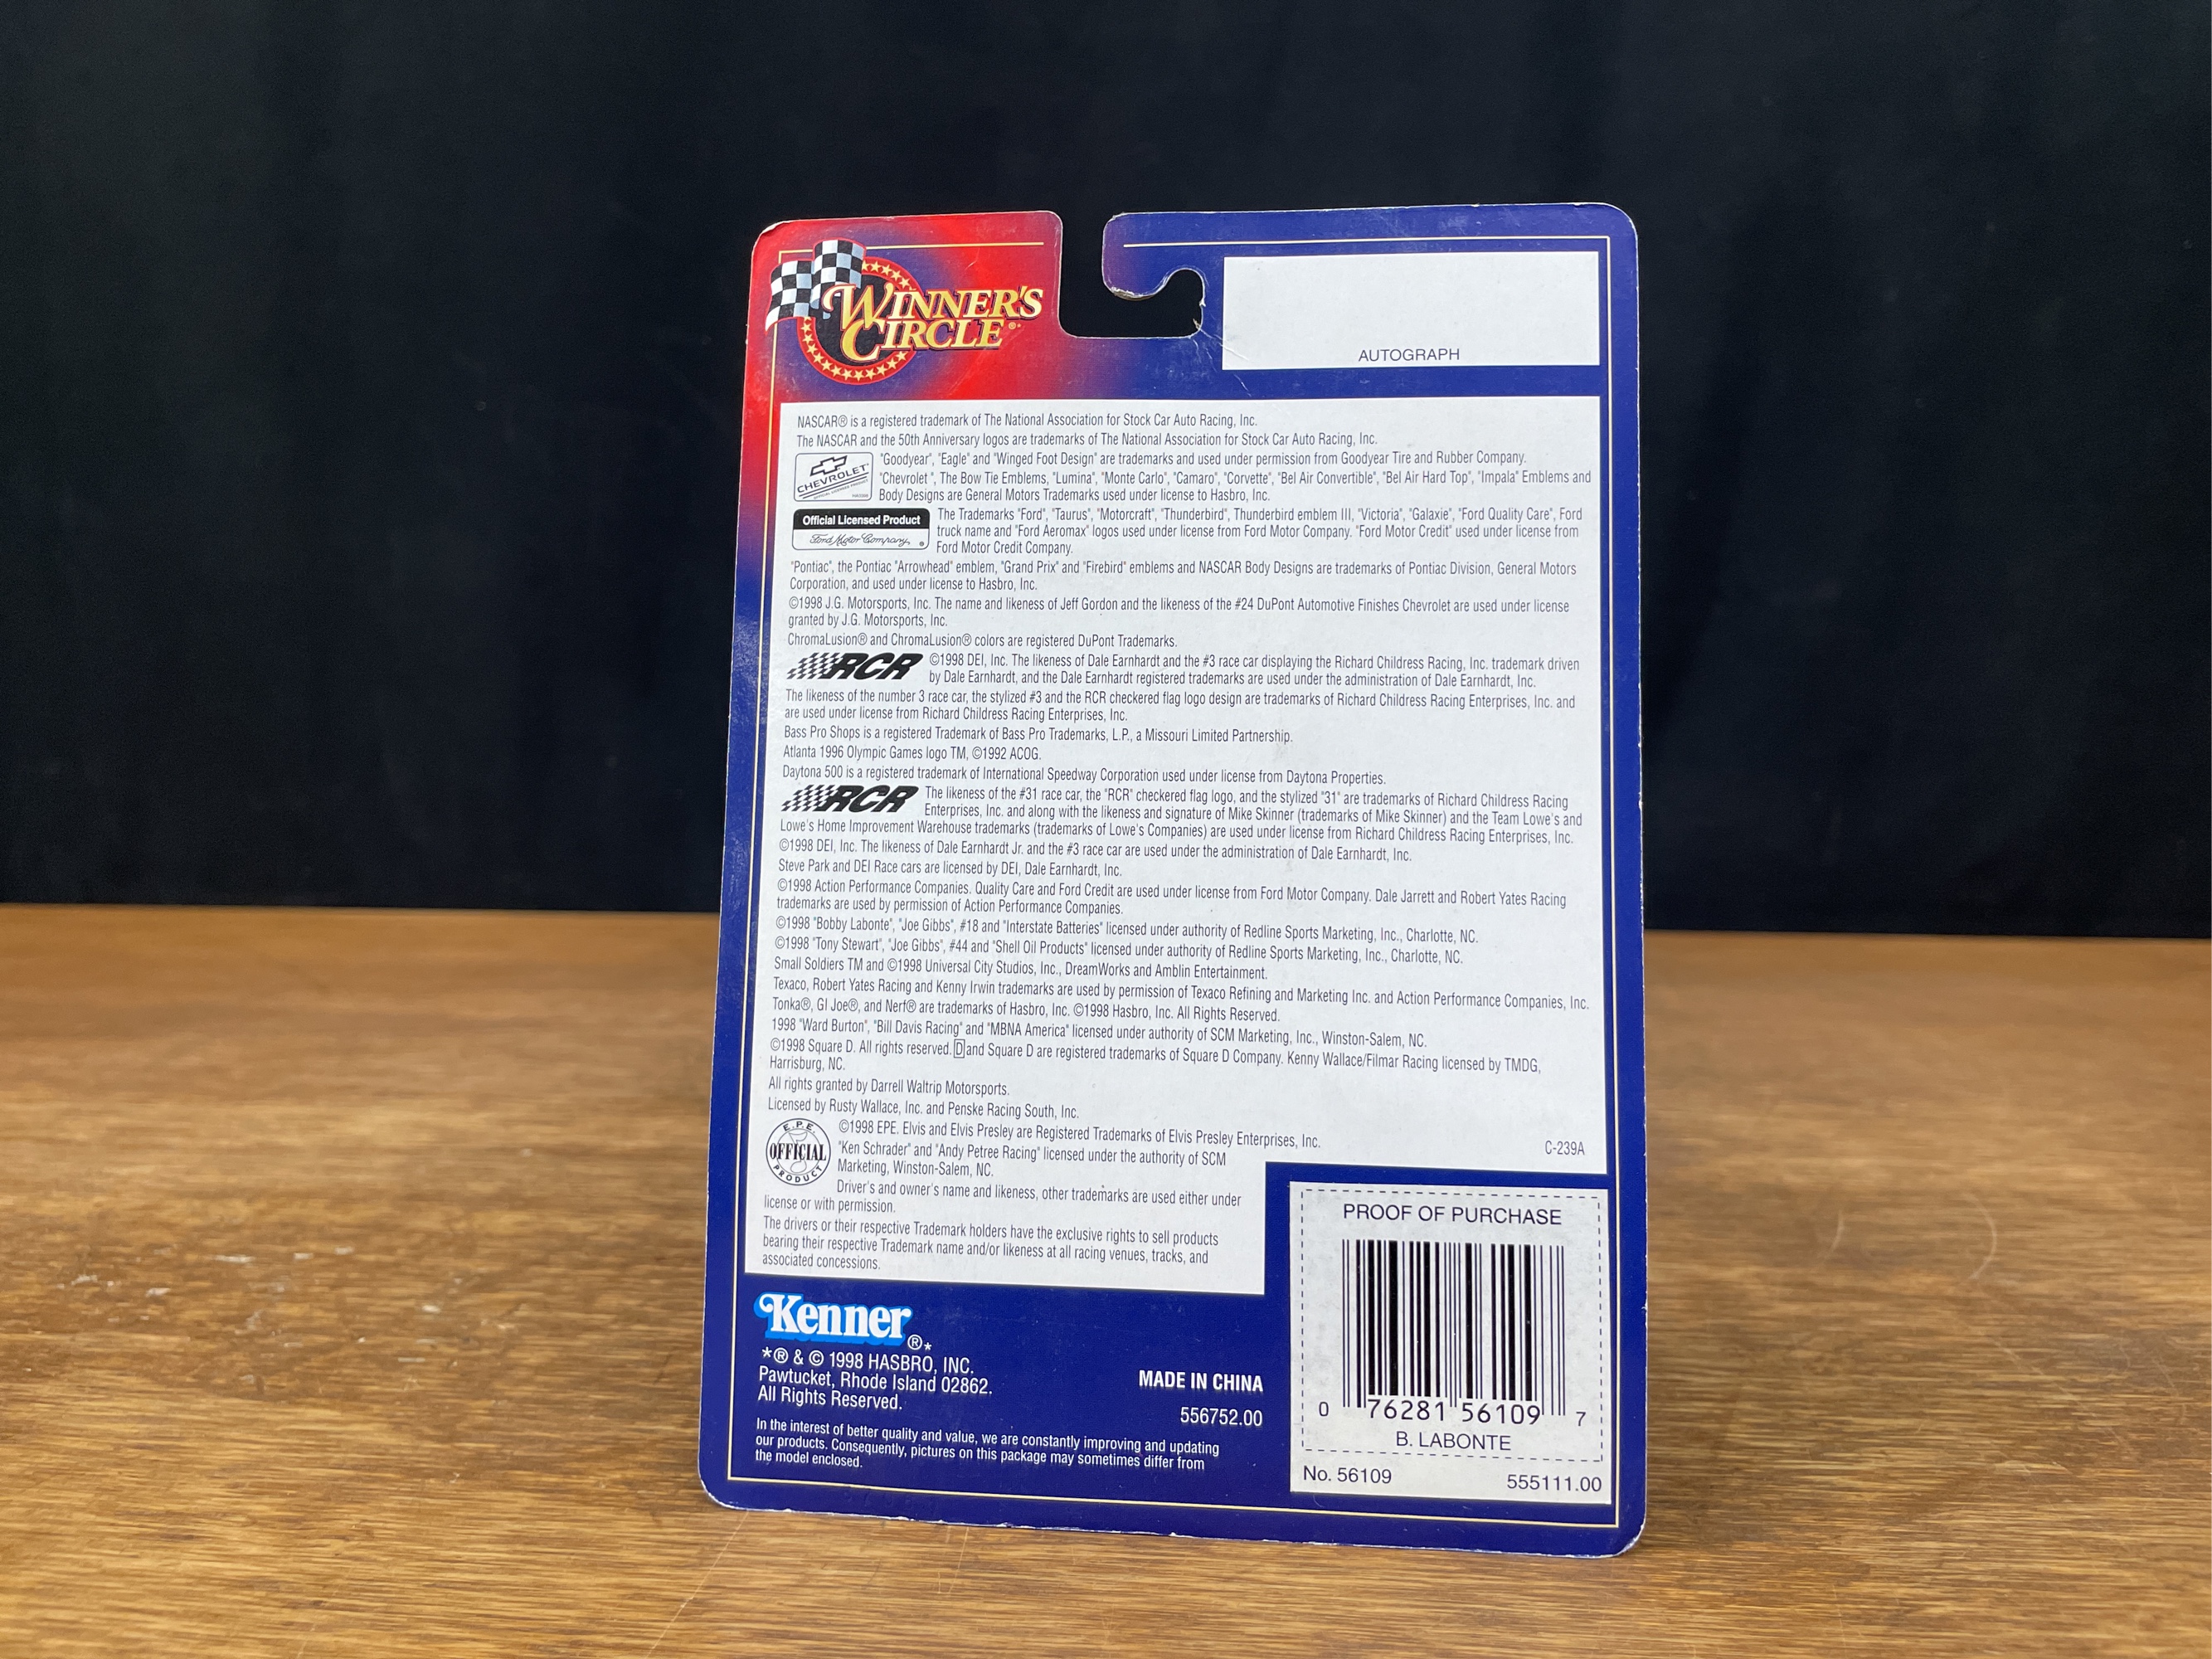 WINNER'S
CIRCLE®
AUTOGRAPH
NASCAR® is a registered trademark of The National Association for Stock Car Auto Racing, Inc.
The NASCAR and the 50th Anniversary logos are trademarks of The National Association for Stock Car Auto Racing, Inc.
CHEVROLET
"Goodyear", "Eagle" and "Winged Foot Design" are trademarks and used under permission from Goodyear Tire and Rubber Company.
"Chevrolet", The Bow Tie Emblems, "Lumina", "Monte Carlo", "Camaro", "Corvette", "Bel Air Convertible", "Bel Air Hard Top", "Impala" Emblems and
Body Designs are General Motors Trademarks used under license to Hasbro, Inc.
Official Licensed Product
Ford Motor Company,
The Trademarks "Ford", "Taurus", "Motorcraft", "Thunderbird", Thunderbird emblem III, "Victoria", "Galaxie", "Ford Quality Care", Ford
truck name and "Ford Aeromax" logos used under license from Ford Motor Company. "Ford Motor Credit" used under license from
Ford Motor Credit Company.
"Pontiac", the Pontiac "Arrowhead" emblem, "Grand Prix" and "Firebird" emblems and NASCAR Body Designs are trademarks of Pontiac Division, General Motors
Corporation, and used under license to Hasbro, Inc.
©1998 J.G. Motorsports, Inc. The name and likeness of Jeff Gordon and the likeness of the #24 DuPont Automotive Finishes Chevrolet are used under license
granted by J.G. Motorsports, Inc.
ChromaLusion® and ChromaLusion® colors are registered DuPont Trademarks.
RCR
©1998 DEI, Inc. The likeness of Dale Earnhardt and the #3 race car displaying the Richard Childress Racing, Inc. trademark driven
by Dale Earnhardt, and the Dale Earnhardt registered trademarks are used under the administration of Dale Earnhardt, Inc.
The likeness of the number 3 race car, the stylized #3 and the RCR checkered flag logo design are trademarks of Richard Childress Racing Enterprises, Inc. and
are used under license from Richard Childress Racing Enterprises, Inc.
Bass Pro Shops is a registered Trademark of Bass Pro Trademarks, L.P., a Missouri Limited Partnership.
Atlanta 1996 Olympic Games logo TM, ©1992 ACOG.
Daytona 500 is a registered trademark of International Speedway Corporation used under license from Daytona Properties.
RCR
The likeness of the #31 race car, the "RCR" checkered flag logo, and the stylized "31" are trademarks of Richard Childress Racing
Enterprises, Inc. and along with the likeness and signature of Mike Skinner (trademarks of Mike Skinner) and the Team Lowe's and
Lowe's Home Improvement Warehouse trademarks (trademarks of Lowe's Companies) are used under license from Richard Childress Racing Enterprises, Inc.
©1998 DEI, Inc. The likeness of Dale Earnhardt Jr. and the #3 race car are used under the administration of Dale Earnhardt, Inc.
Steve Park and DEI Race cars are licensed by DEI, Dale Earnhardt, Inc.
©1998 Action Performance Companies. Quality Care and Ford Credit are used under license from Ford Motor Company. Dale Jarrett and Robert Yates Racing
trademarks are used by permission of Action Performance Companies.
©1998 "Bobby Labonte", "Joe Gibbs", #18 and "Interstate Batteries" licensed under authority of Redline Sports Marketing, Inc., Charlotte, NC.
©1998 "Tony Stewart", "Joe Gibbs", #44 and "Shell Oil Products" licensed under authority of Redline Sports Marketing, Inc., Charlotte, NC.
Small Soldiers TM and ©1998 Universal City Studios, Inc., DreamWorks and Amblin Entertainment.
Texaco, Robert Yates Racing and Kenny Irwin trademarks are used by permission of Texaco Refining and Marketing Inc. and Action Performance Companies, Inc.
Tonka®, GI Joe®, and Nerf® are trademarks of Hasbro, Inc. ©1998 Hasbro, Inc. All Rights Reserved.
1998 "Ward Burton", "Bill Davis Racing" and "MBNA America" licensed under authority of SCM Marketing, Inc., Winston-Salem, NC.
©1998 Square D. All rights reserved. D and Square D are registered trademarks of Square D Company. Kenny Wallace/Filmar Racing licensed by TMDG,
Harrisburg, NC.
All rights granted by Darrell Waltrip Motorsports.
Licensed by Rusty Wallace, Inc. and Penske Racing South, Inc.
E.P.E.
OFFICIAL
PRODUCT
©1998 EPE. Elvis and Elvis Presley are Registered Trademarks of Elvis Presley Enterprises, Inc.
C-239A
"Ken Schrader" and "Andy Petree Racing" licensed under the authority of SCM
Marketing, Winston-Salem, NC.
Driver's and owner's name and likeness, other trademarks are used either under
license or with permission.
The drivers or their respective Trademark holders have the exclusive rights to sell products
bearing their respective Trademark name and/or likeness at all racing venues, tracks, and
associated concessions.
Kenner®*
*® & © 1998 HASBRO, INC.
Pawtucket, Rhode Island 02862.
All Rights Reserved.
MADE IN CHINA
556752.00
In the interest of better quality and value, we are constantly improving and updating
our products. Consequently, pictures on this package may sometimes differ from
the model enclosed.
PROOF OF PURCHASE
0 76281 56109 7
B. LABONTE
No. 56109 555111.00